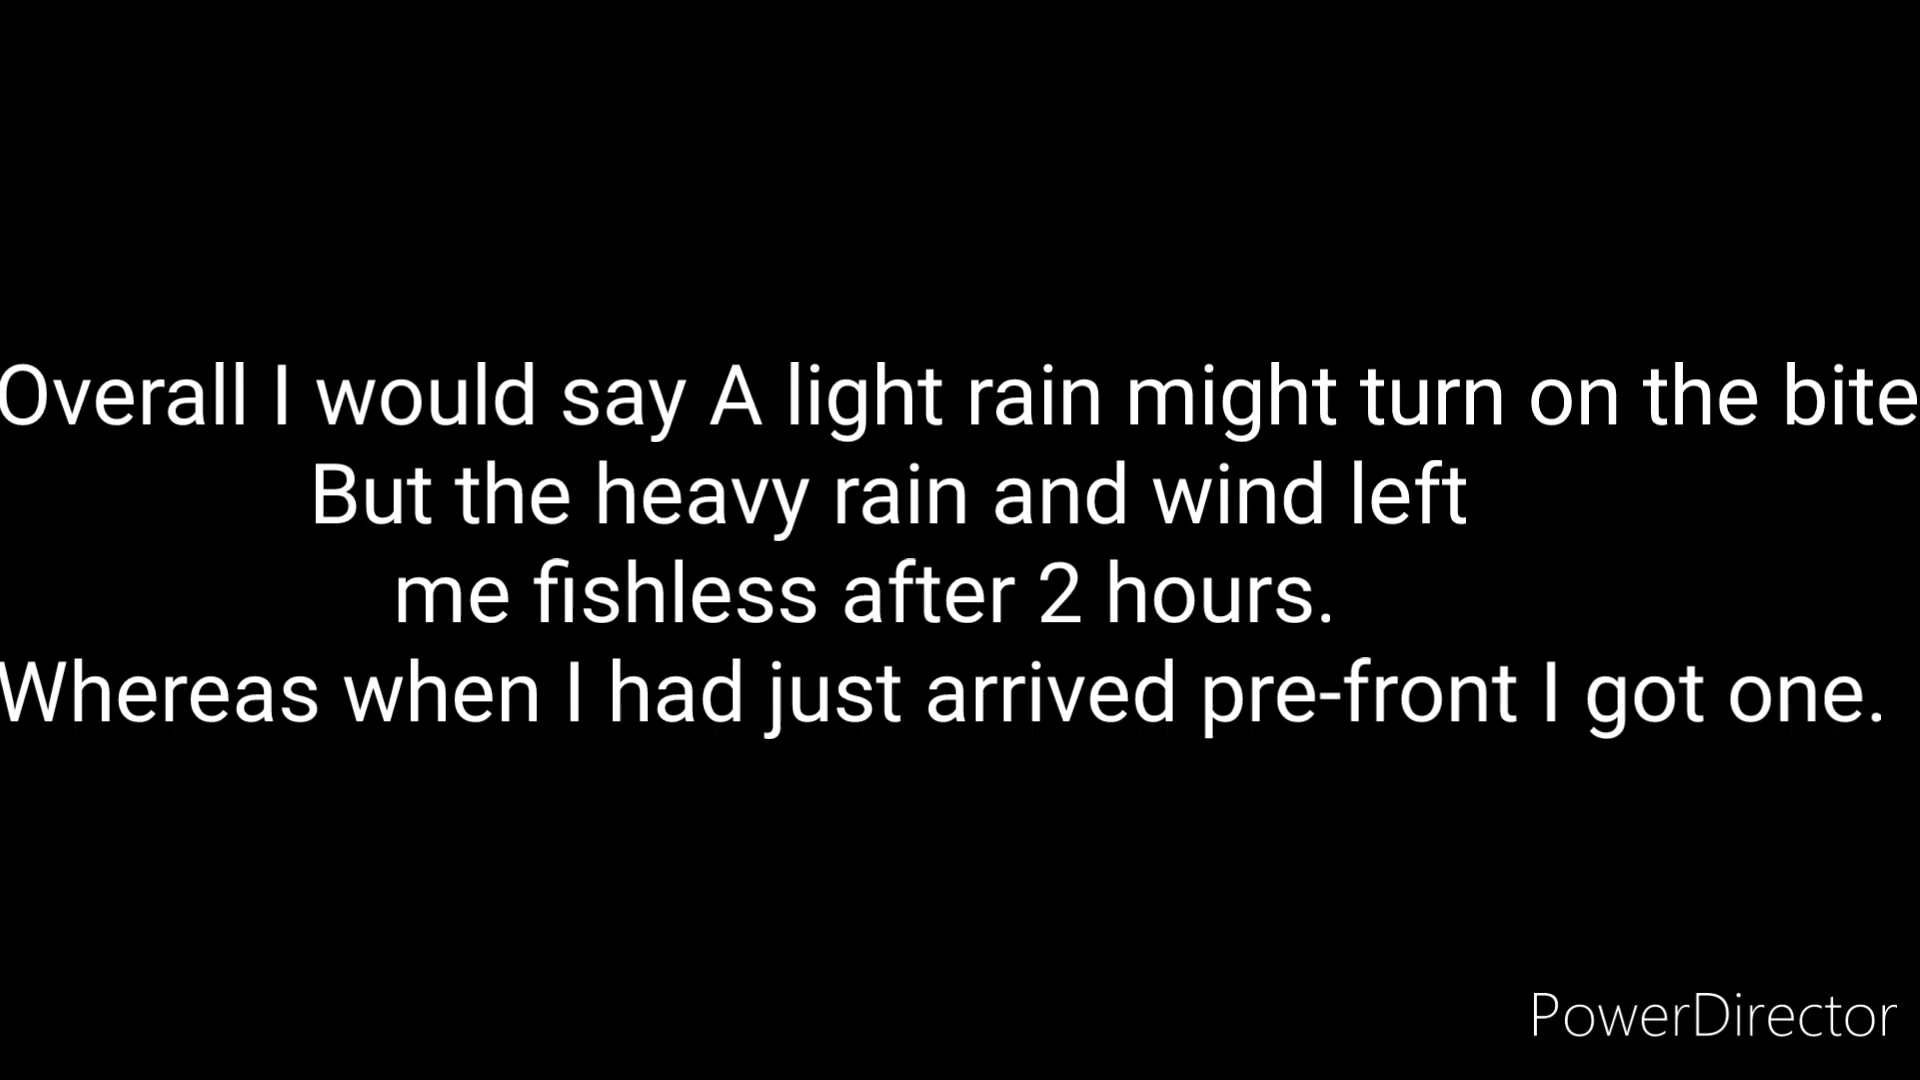 Overall I would say A light rain might turn on the bite
But the heavy rain and wind left
me fishless after 2 hours.
Whereas when I had just arrived pre-front I got one.
PowerDirector